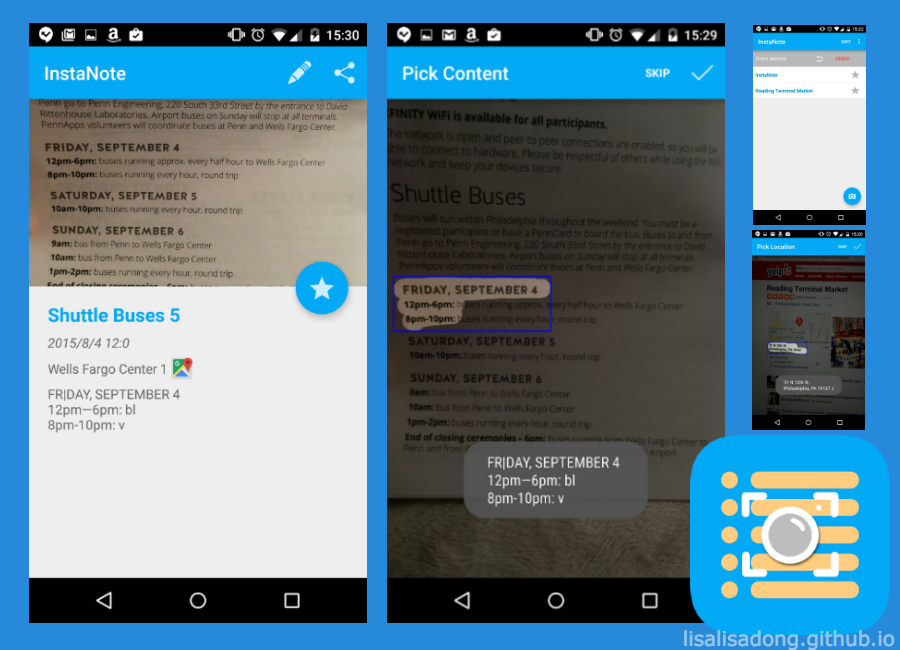 15:30
InstaNote
Penn go to Penn Engineering, 220 South 33rd Street by the entrance to David
Rittenhouse Laboratories. Airport buses on Sunday will stop at all terminals.
PennApps volunteers will coordinate buses at Penn and Wells Fargo Center.
FRIDAY, SEPTEMBER 4
12pm-6pm: buses running approx. every half hour to Wells Fargo Center
8pm-10pm: buses running every hour, round trip
SATURDAY, SEPTEMBER 5
10am-10pm: buses running every hour, round trip
SUNDAY, SEPTEMBER 6
9am: bus from Penn to Wells Fargo Center
10am: bus from Penn to Wells Fargo Center
1pm-2pm: buses running every hour, round trip
Shuttle Buses 5
2015/8/4 12:0
Wells Fargo Center 1
FRIDAY, SEPTEMBER 4
12pm—6pm: bl
8pm-10pm: v
15:29
Pick Content
SKIP
XFINITY WiFi is available for all participants.
The network is open and peer to peer connections are enabled, so you will be
able to connect to hardware. Please be respectful of others while using the WiFi
network and keep your devices secure.
Shuttle Buses
Buses will run within Philadelphia throughout the weekend. You must be a
registered participant or have a PennCard to board the bus. Buses to and from
Penn go to Penn Engineering, 220 South 33rd Street by the entrance to David
Rittenhouse Laboratories. Airport buses on Sunday will stop at all terminals.
PennApps volunteers will coordinate buses at Penn and Wells Fargo Center.
FRIDAY, SEPTEMBER 4
12pm-6pm: buses running approx. every half hour to Wells Fargo Center
8pm-10pm: buses running every hour, round trip
SATURDAY, SEPTEMBER 5
10am-10pm: buses running every hour, round trip
SUNDAY, SEPTEMBER 6
9am: bus from Penn to Wells Fargo Center
10am: bus from Penn to Wells Fargo Center
1pm-2pm: buses running every hour, round trip
End of closing ceremonies – 6pm: buses running from Wells Fargo Center to
Penn and from
Airport
FR|DAY, SEPTEMBER 4
12pm—6pm: bl
8pm-10pm: v
15:22
InstaNote
SKIP
Event deleted
UNDO
InstaNote
Reading Terminal Market
Pick Location
SKIP
yelp
Reading Terminal Market
Philadelphia, PA 19107
lisalisadong.github.io